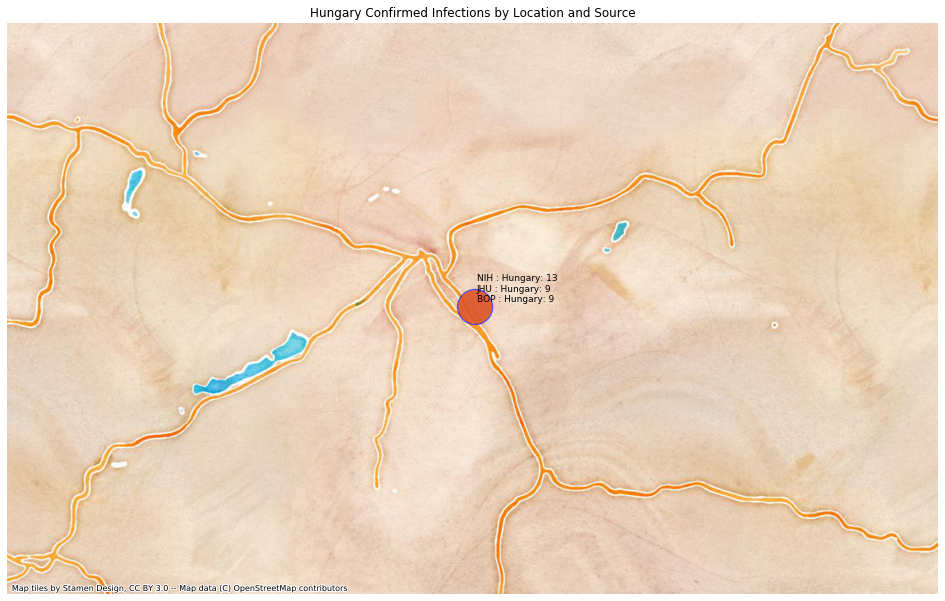 Hungary Confirmed Infections by Location and Source
NIH : Hungary: 13
JHU : Hungary: 9
BOP : Hungary: 9
Map tiles by Stamen Design, CC BY 3.0 -- Map data (C) OpenStreetMap contributors